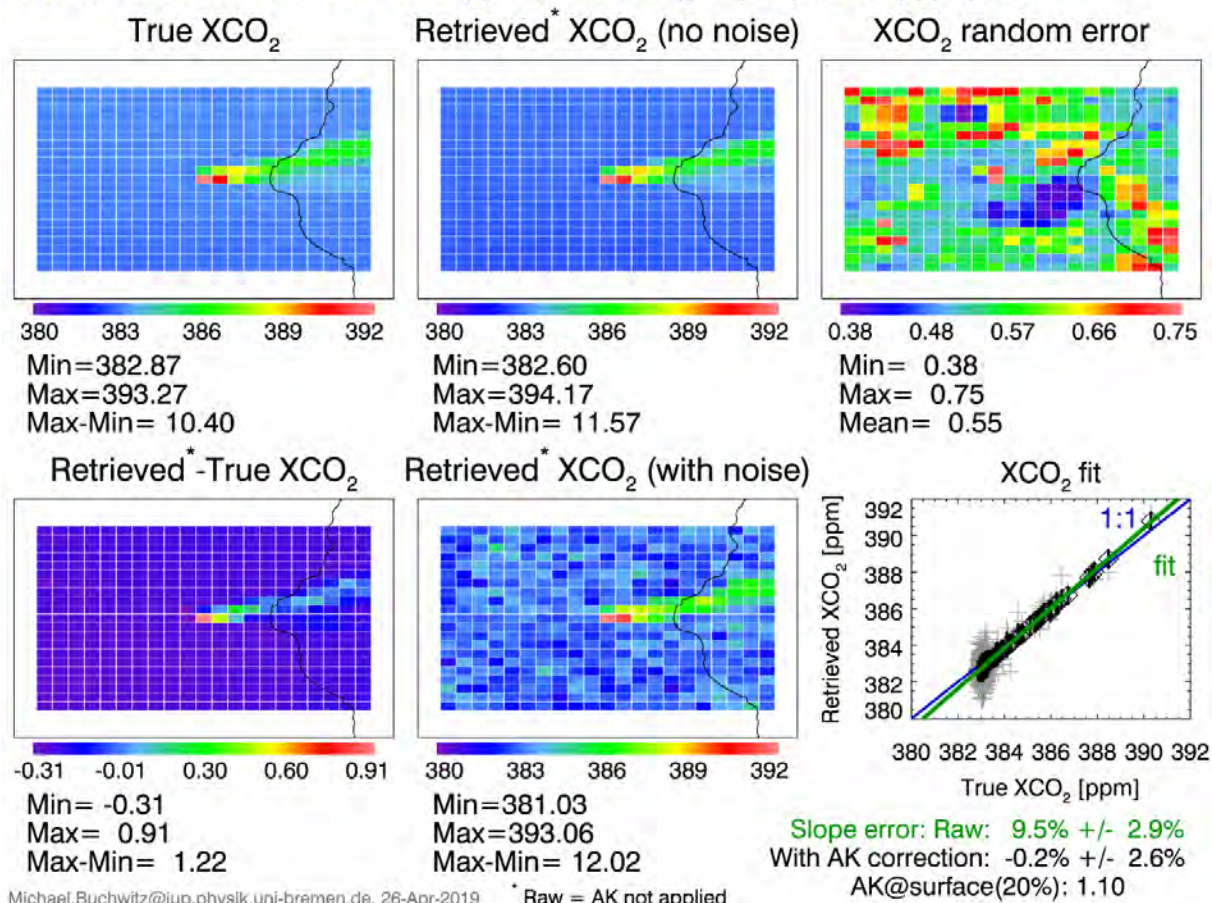 True XCO2
Retrieved* XCO2 (no noise)
XCO2 random error
380 383 386 389 392
380 383 386 389 392
0.38 0.48 0.57 0.66 0.75
Min=382.87
Max=393.27
Max-Min= 10.40
Min=382.60
Max=394.17
Max-Min= 11.57
Min= 0.38
Max= 0.75
Mean= 0.55
Retrieved*-True XCO2
Retrieved* XCO2 (with noise)
XCO2 fit
-0.31 -0.01 0.30 0.60 0.91
Min= -0.31
Max= 0.91
Max-Min= 1.22
380 383 386 389 392
Min=381.03
Max=393.06
Max-Min= 12.02
Retrieved XCO2 [ppm]
392
390
388
386
384
382
380
1:1
fit
380 382 384 386 388 390 392
True XCO2 [ppm]
Slope error: Raw: 9.5% +/- 2.9%
With AK correction: -0.2% +/- 2.6%
AK@surface(20%): 1.10
Michael.Buchwitz@iup.physik.uni-bremen.de, 26-Apr-2019
* Raw = AK not applied